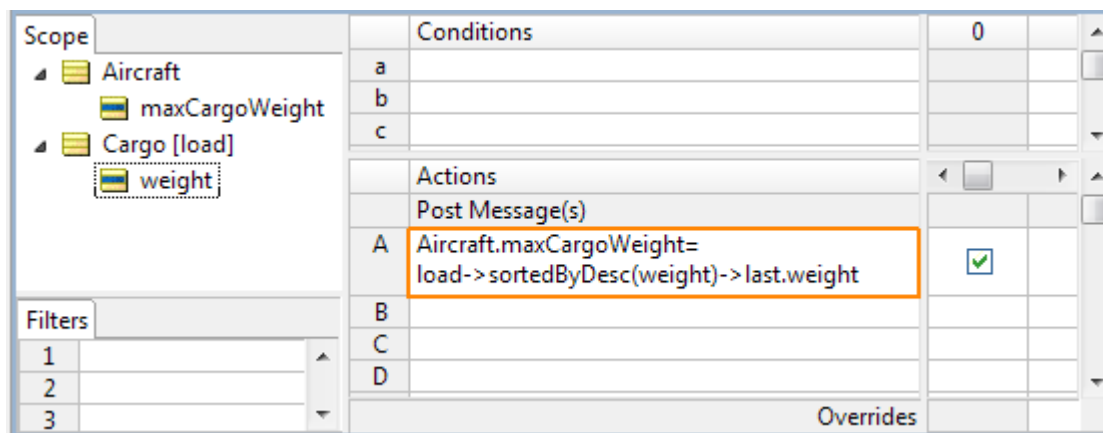 Scope
Aircraft
maxCargoWeight
Cargo [load]
weight
Filters
1
2
3
Conditions 0
a
b
c
Actions
Post Message(s)
A Aircraft.maxCargoWeight=
load->sortedByDesc(weight)->last.weight
B
C
D
Overrides